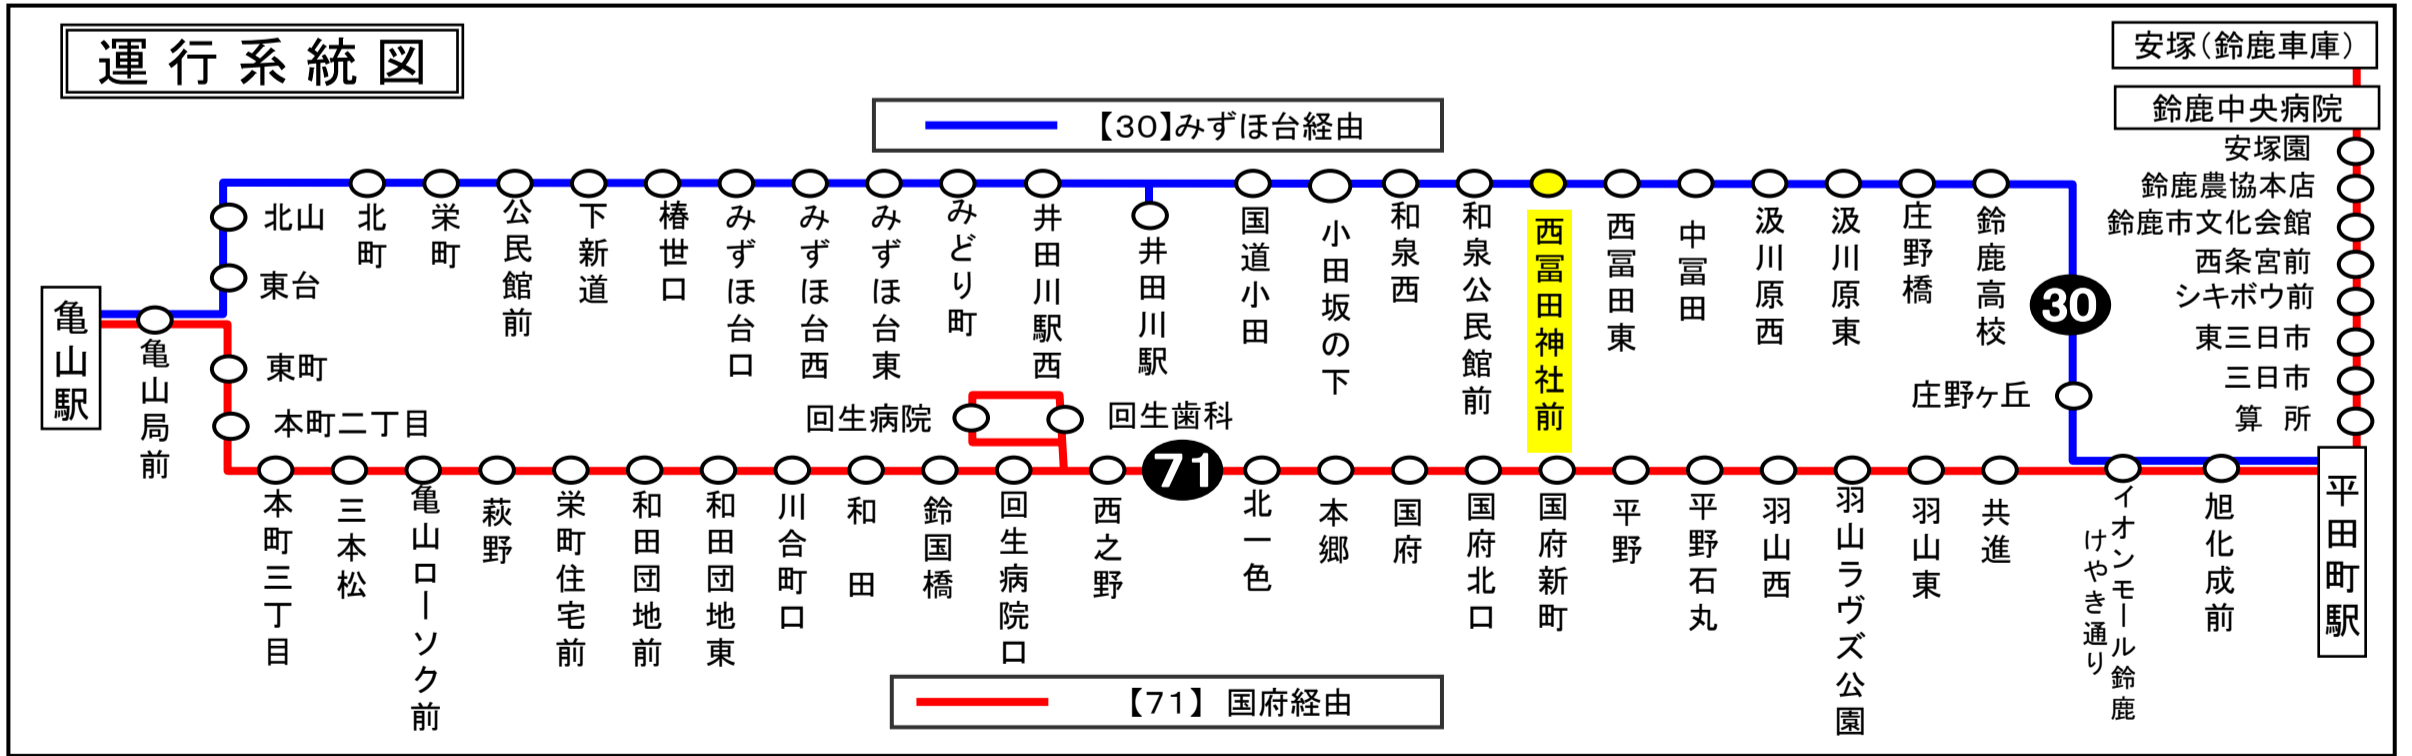 運行系統図
安塚（鈴鹿車庫）
鈴鹿中央病院
【30】みずほ台経由
安塚園
鈴鹿農協本店
鈴鹿市文化会館
西条宮前
シキボウ前
東三日市
三日市
算 所
亀山駅
亀山局前
東台
北山
北町
栄町
公民館前
下新道
椿世口
みずほ台口
みずほ台西
みずほ台東
みどり町
井田川駅西
井田川駅
国道小田
小田坂の下
和泉西
和泉公民館前
西冨田神社前
西冨田東
中冨田
汲川原西
汲川原東
庄野橋
鈴鹿高校
30
庄野ヶ丘
東町
本町二丁目
回生病院
回生歯科
71
本町三丁目
三本松
亀山ローソク前
萩野
栄町住宅前
和田団地前
和田団地東
川合町口
和 田
鈴国橋
回生病院口
西之野
北一色
本郷
国府
国府北口
国府新町
平野
平野石丸
羽山西
羽山ラヴズ公園
羽山東
共進
イオンモール鈴鹿
けやき通り
旭化成前
平田町駅
【71】 国府経由